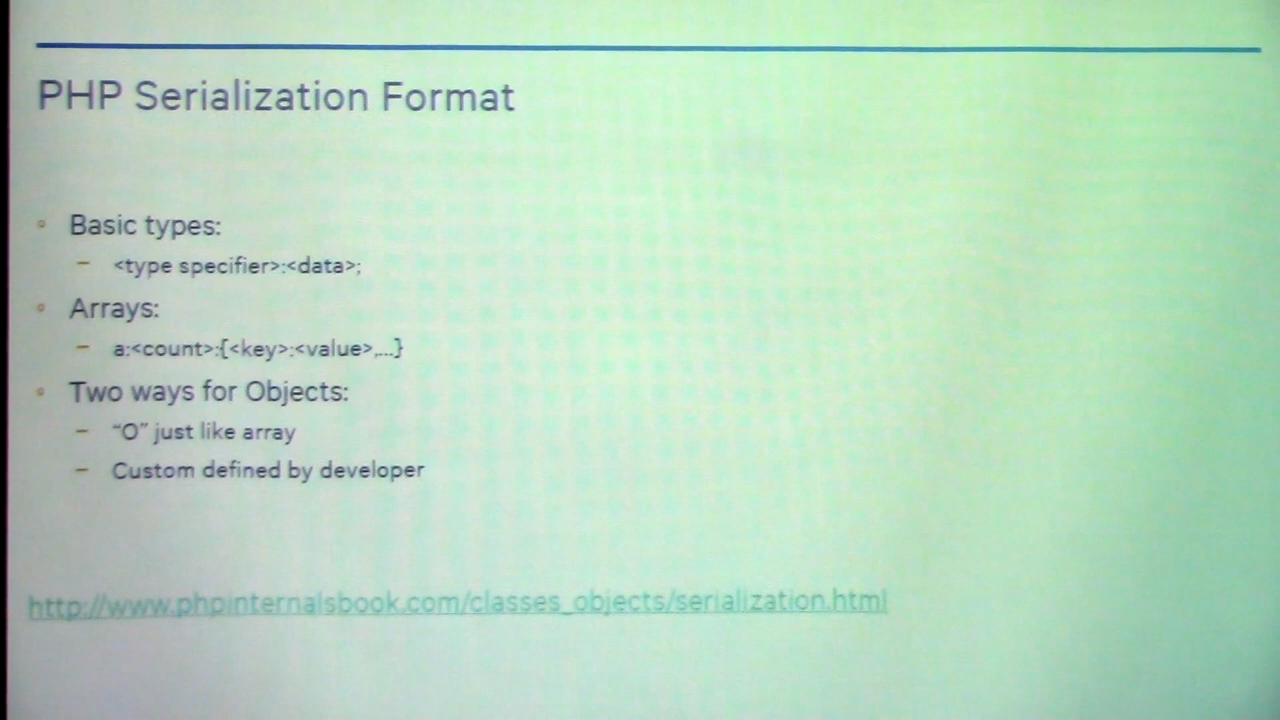 PHP Serialization Format
• Basic types:
– <type specifier>:<data>;
• Arrays:
– a:<count>:{<key>:<value>,...}
• Two ways for Objects:
– “O” just like array
– Custom defined by developer
http://www.phpinternalsbook.com/classes_objects/serialization.html